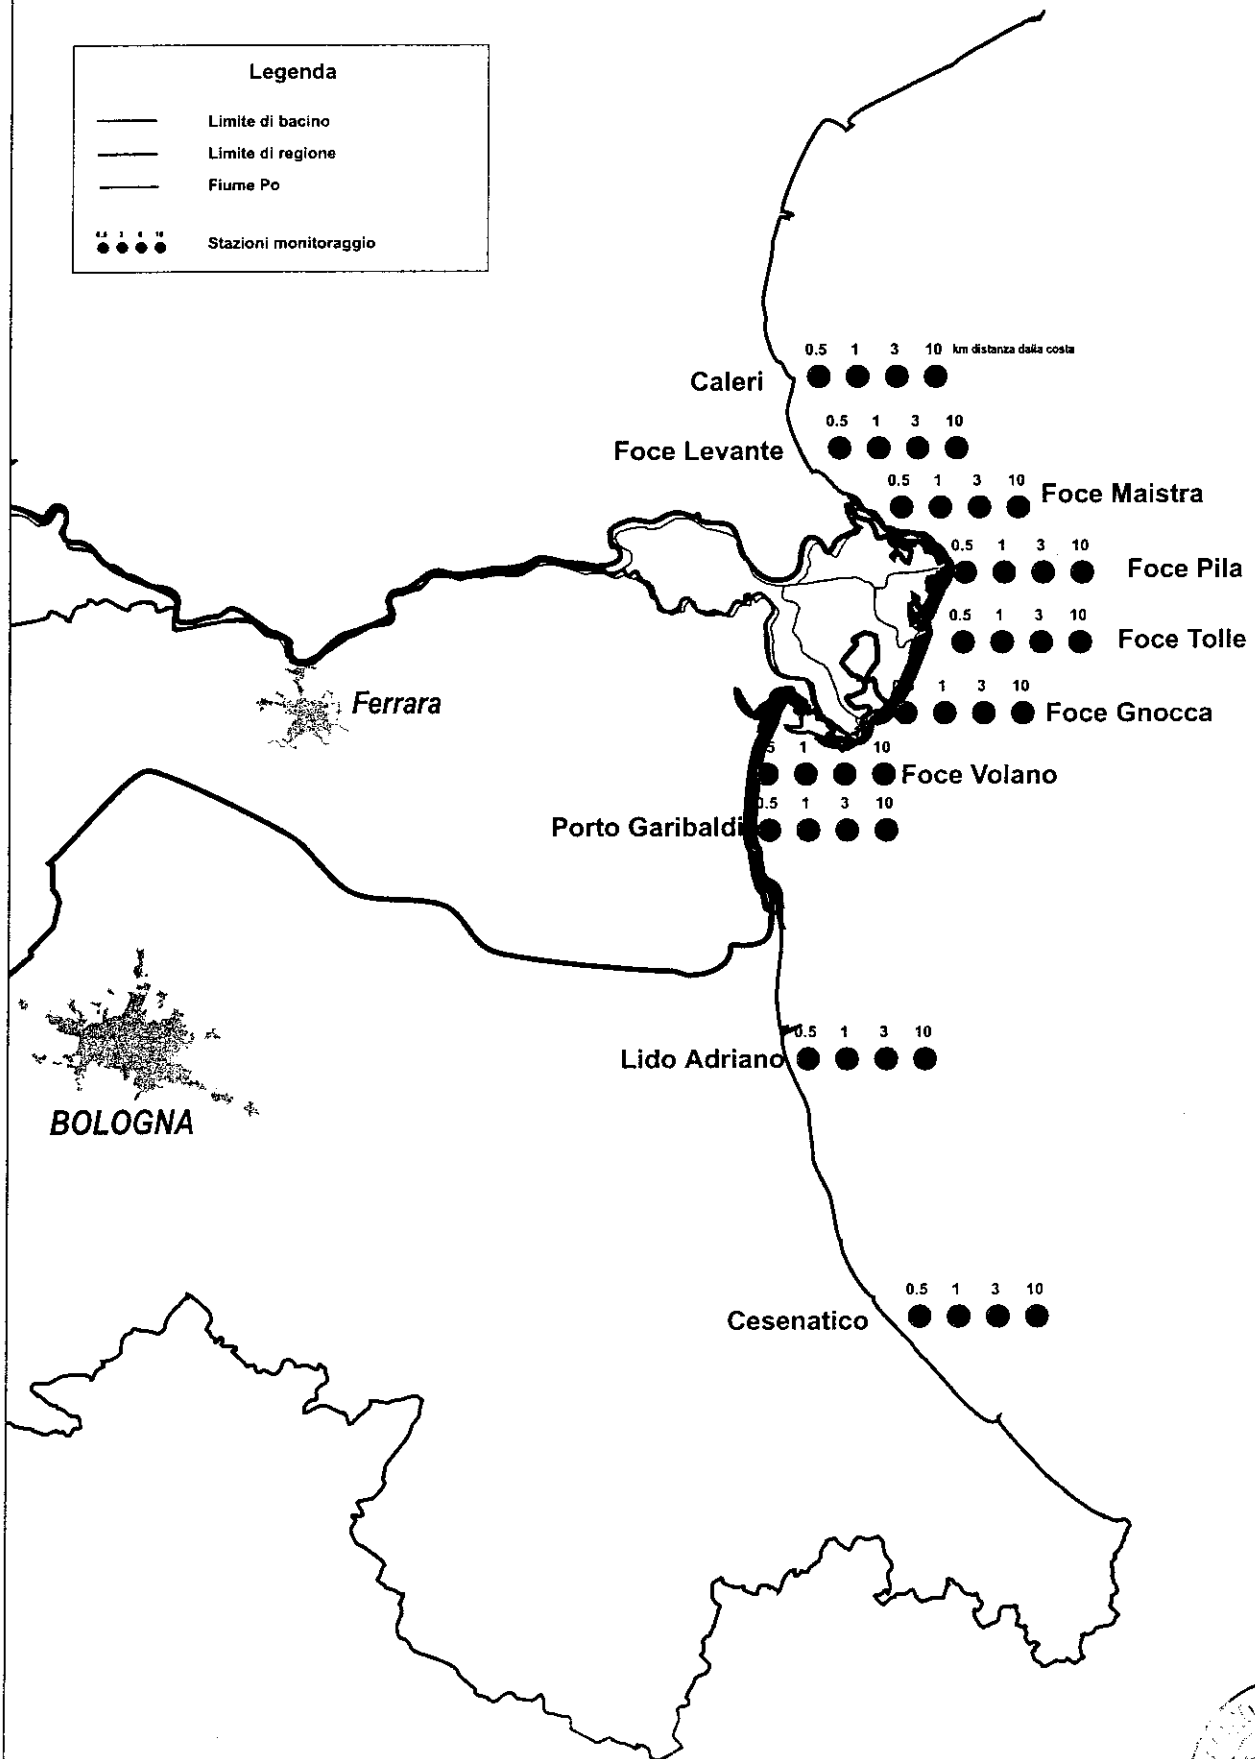 Legenda
Limite di bacino
Limite di regione
Fiume Po
Stazioni monitoraggio
0.5 1 3 10 km distanza dalla costa
Caleri
0.5 1 3 10
Foce Levante
0.5 1 3 10
Foce Maistra
0.5 1 3 10
Foce Pila
0.5 1 3 10
Foce Tolle
1 3 10
Foce Gnocca
Ferrara
1 10
Foce Volano
0.5 1 3 10
Porto Garibaldi
0.5 1 3 10
Lido Adriano
BOLOGNA
0.5 1 3 10
Cesenatico